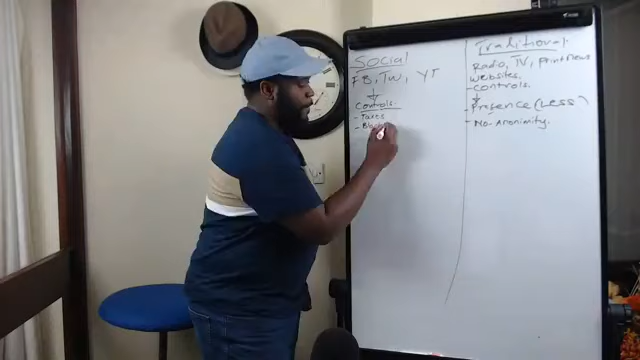 Social
FB, TW, YT
Controls.
- Taxes
Traditional.
Radio, TV, Print News
Websites.
- Controls.
Presence (Less)
- No-Anonimity.